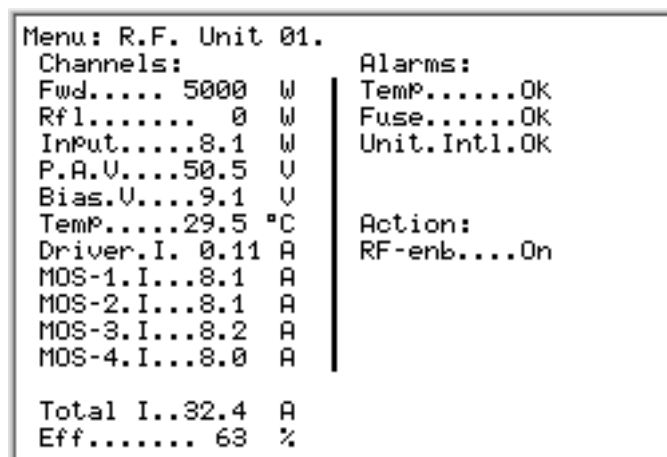 Menu: R.F. Unit 01.
Channels:
Fwd..... 5000 W
Rfl....... 0 W
Input.....8.1 W
P.A.V....50.5 V
Bias.V....9.1 V
Temp.....29.5 °C
Driver.I. 0.11 A
MOS-1.I...8.1 A
MOS-2.I...8.1 A
MOS-3.I...8.2 A
MOS-4.I...8.0 A
Total I..32.4 A
Eff....... 63 %
Alarms:
Temp......OK
Fuse......OK
Unit.Intl.OK
Action:
RF-enb....On